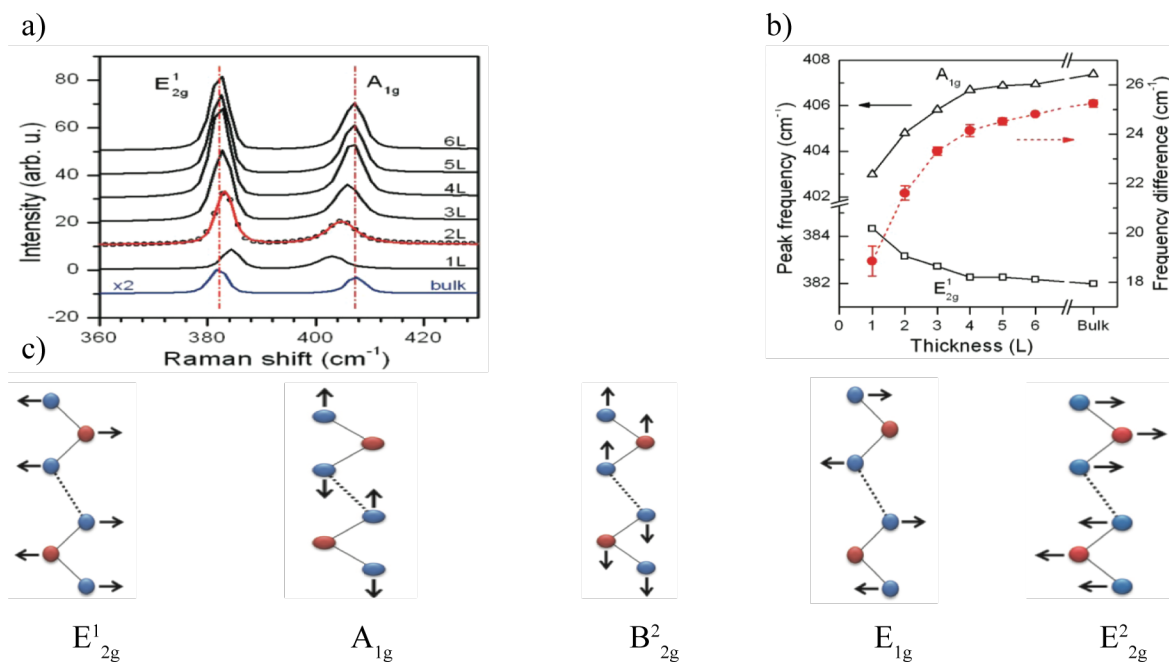 a)
80
60
40
20
0
-20
Intensity (arb. u.)
E¹₂g
A₁g
6L
5L
4L
3L
2L
1L
x2
bulk
360
380
400
420
Raman shift (cm⁻¹)
b)
408
406
404
402
384
382
Peak frequency (cm⁻¹)
A₁g
E¹₂g
26
24
22
20
18
Frequency difference (cm⁻¹)
0 1 2 3 4 5 6 Bulk
Thickness (L)
c)
E¹₂g
A₁g
B²₂g
E₁g
E²₂g